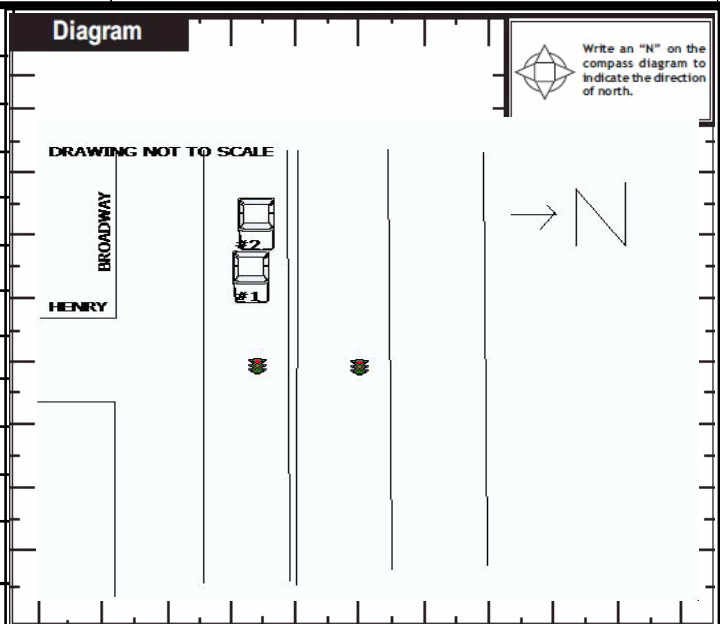 Diagram
Write an “N” on the
compass diagram to
indicate the direction
of north.
DRAWING NOT TO SCALE
BROADWAY
#2
#1
HENRY
N